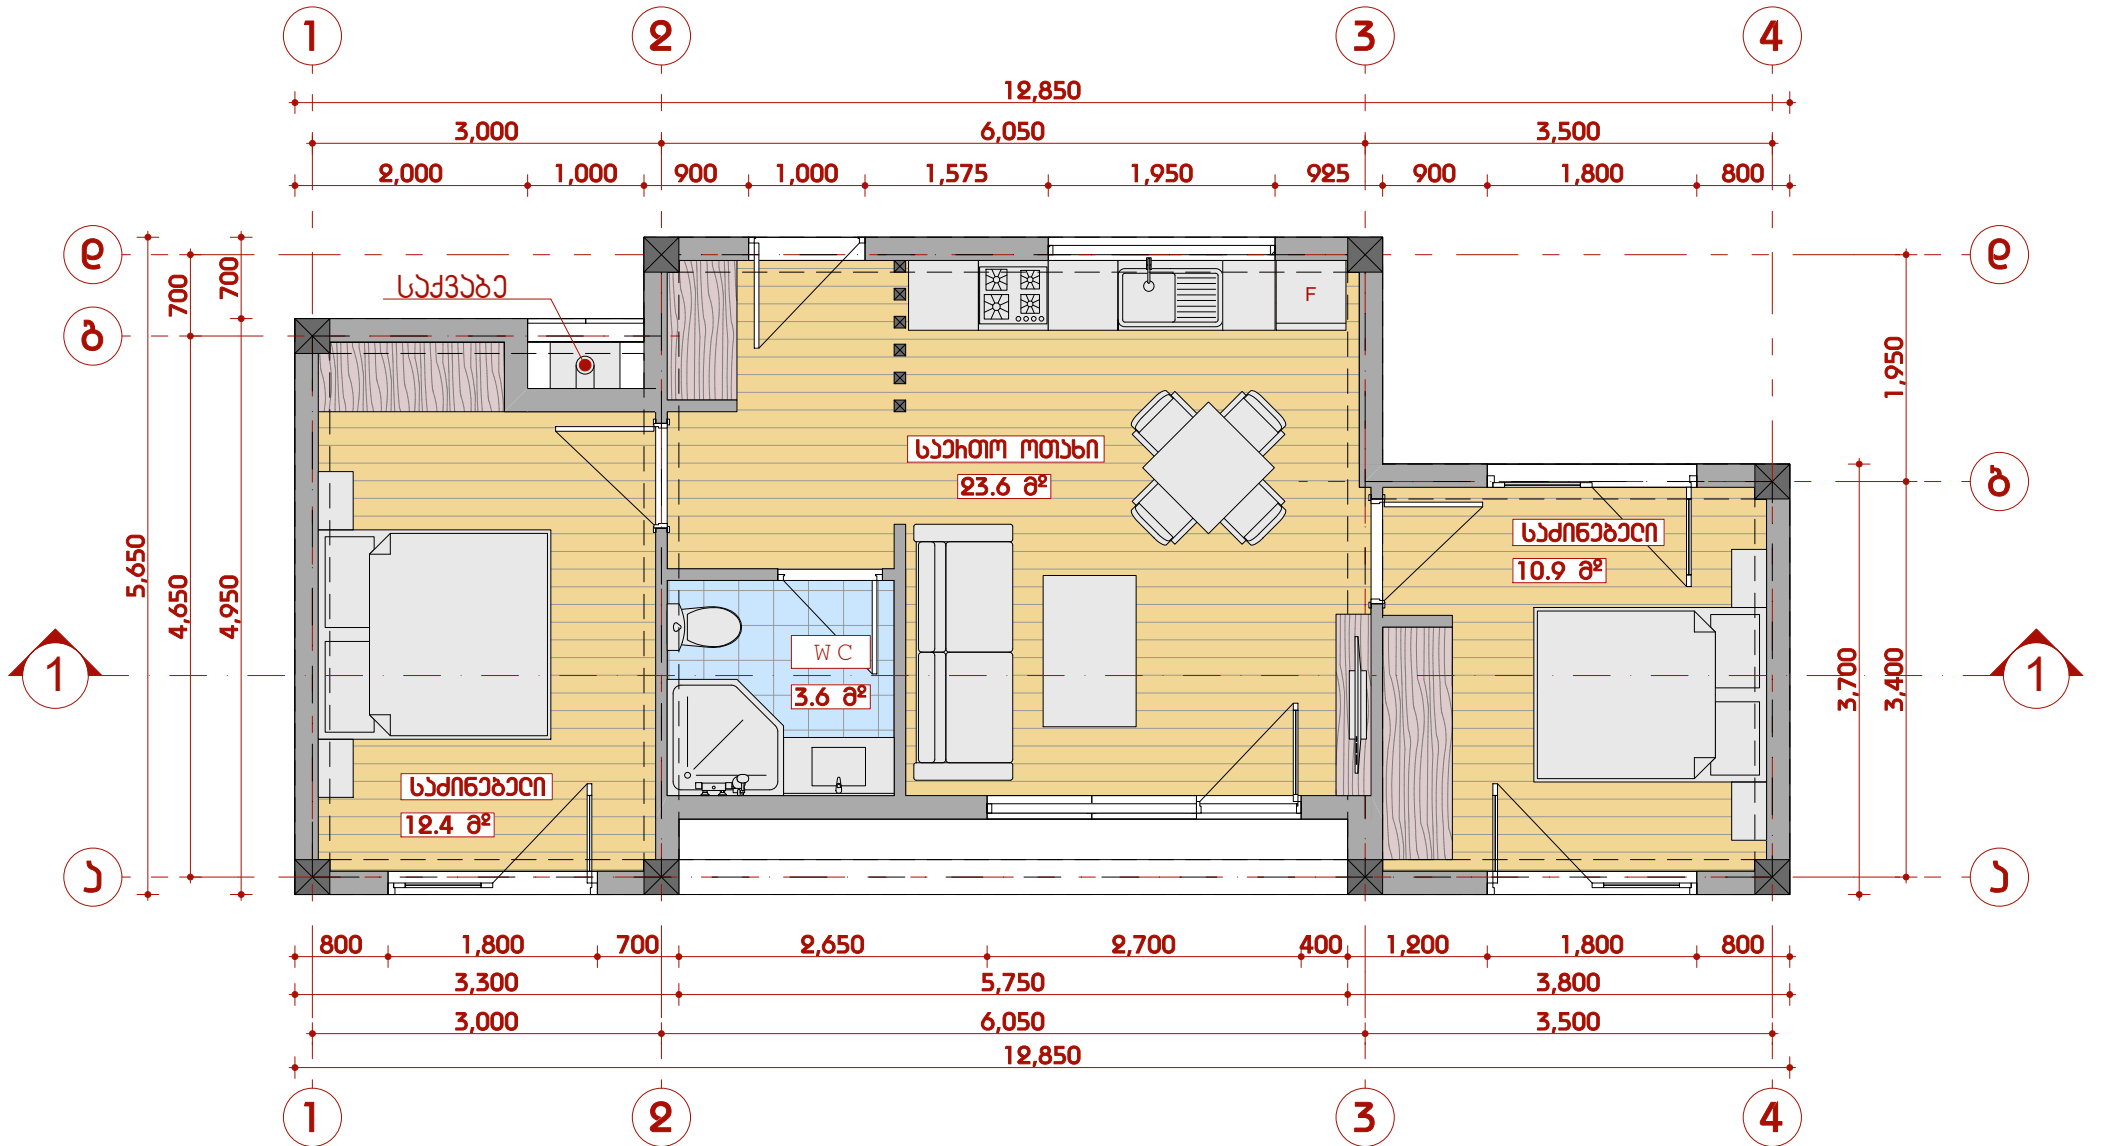 1 2 3 4
12,850
3,000 6,050 3,500
2,000 1,000 900 1,000 1,575 1,950 925 900 1,800 800
დ დ
700 700
საქვაბე
F
ბ
1,950
საერთო ოთახი
23.6 მ²
ბ
საძინებელი
10.9 მ²
5,650 4,650 4,950
WC
3.6 მ²
1 1
3,700 3,400
საძინებელი
12.4 მ²
ა ა
800 1,800 700 2,650 2,700 400 1,200 1,800 800
3,300 5,750 3,800
3,000 6,050 3,500
12,850
1 2 3 4